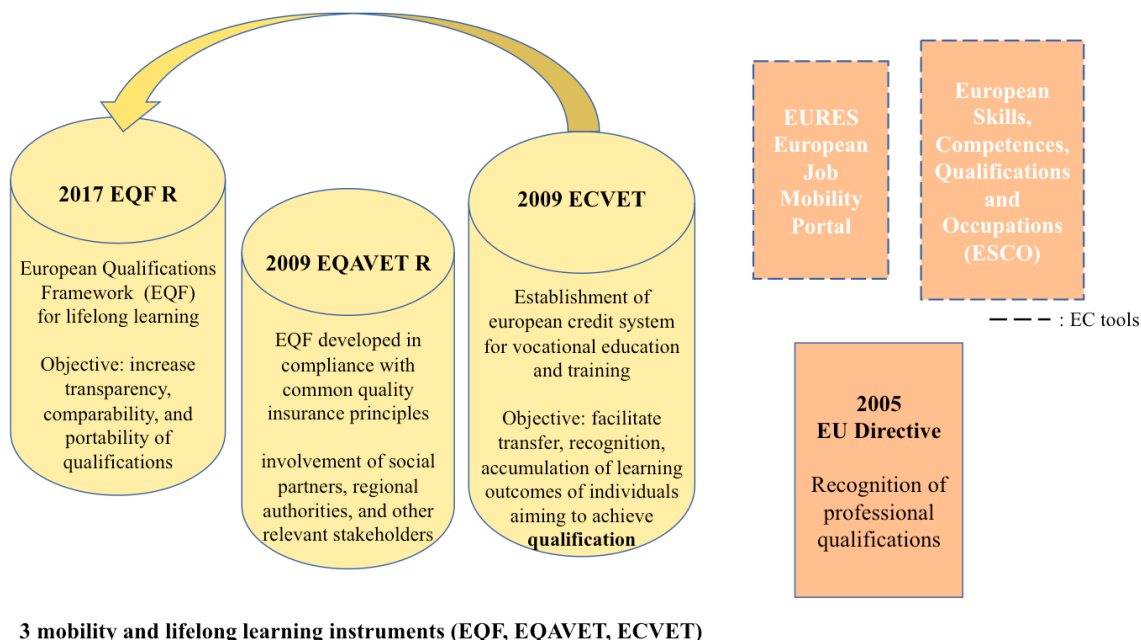 2017 EQF R
European Qualifications
Framework (EQF)
for lifelong learning
Objective: increase
transparency,
comparability, and
portability of
qualifications
2009 EQAVET R
EQF developed in
compliance with
common quality
insurance principles
involvement of social
partners, regional
authorities, and other
relevant stakeholders
2009 ECVET
Establishment of
european credit system
for vocational education
and training
Objective: facilitate
transfer, recognition,
accumulation of learning
outcomes of individuals
aiming to achieve
qualification
EURES
European
Job
Mobility
Portal
European
Skills,
Competences,
Qualifications
and
Occupations
(ESCO)
: EC tools
2005
EU Directive
Recognition of
professional
qualifications
3 mobility and lifelong learning instruments (EQF, EQAVET, ECVET)